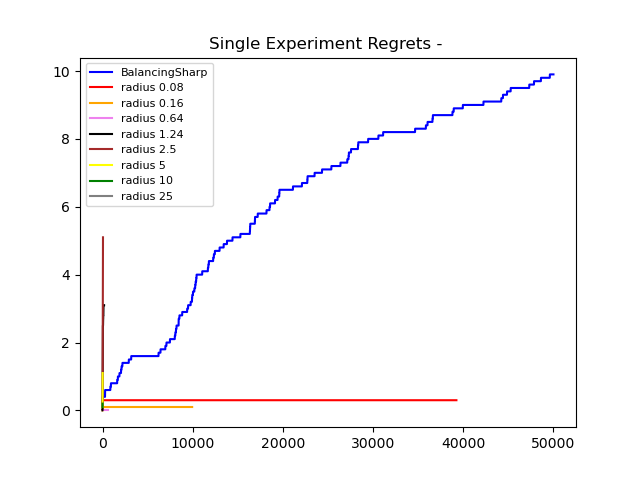 Single Experiment Regrets -
BalancingSharp
radius 0.08
radius 0.16
radius 0.64
radius 1.24
radius 2.5
radius 5
radius 10
radius 25
10
8
6
4
2
0
0 10000 20000 30000 40000 50000